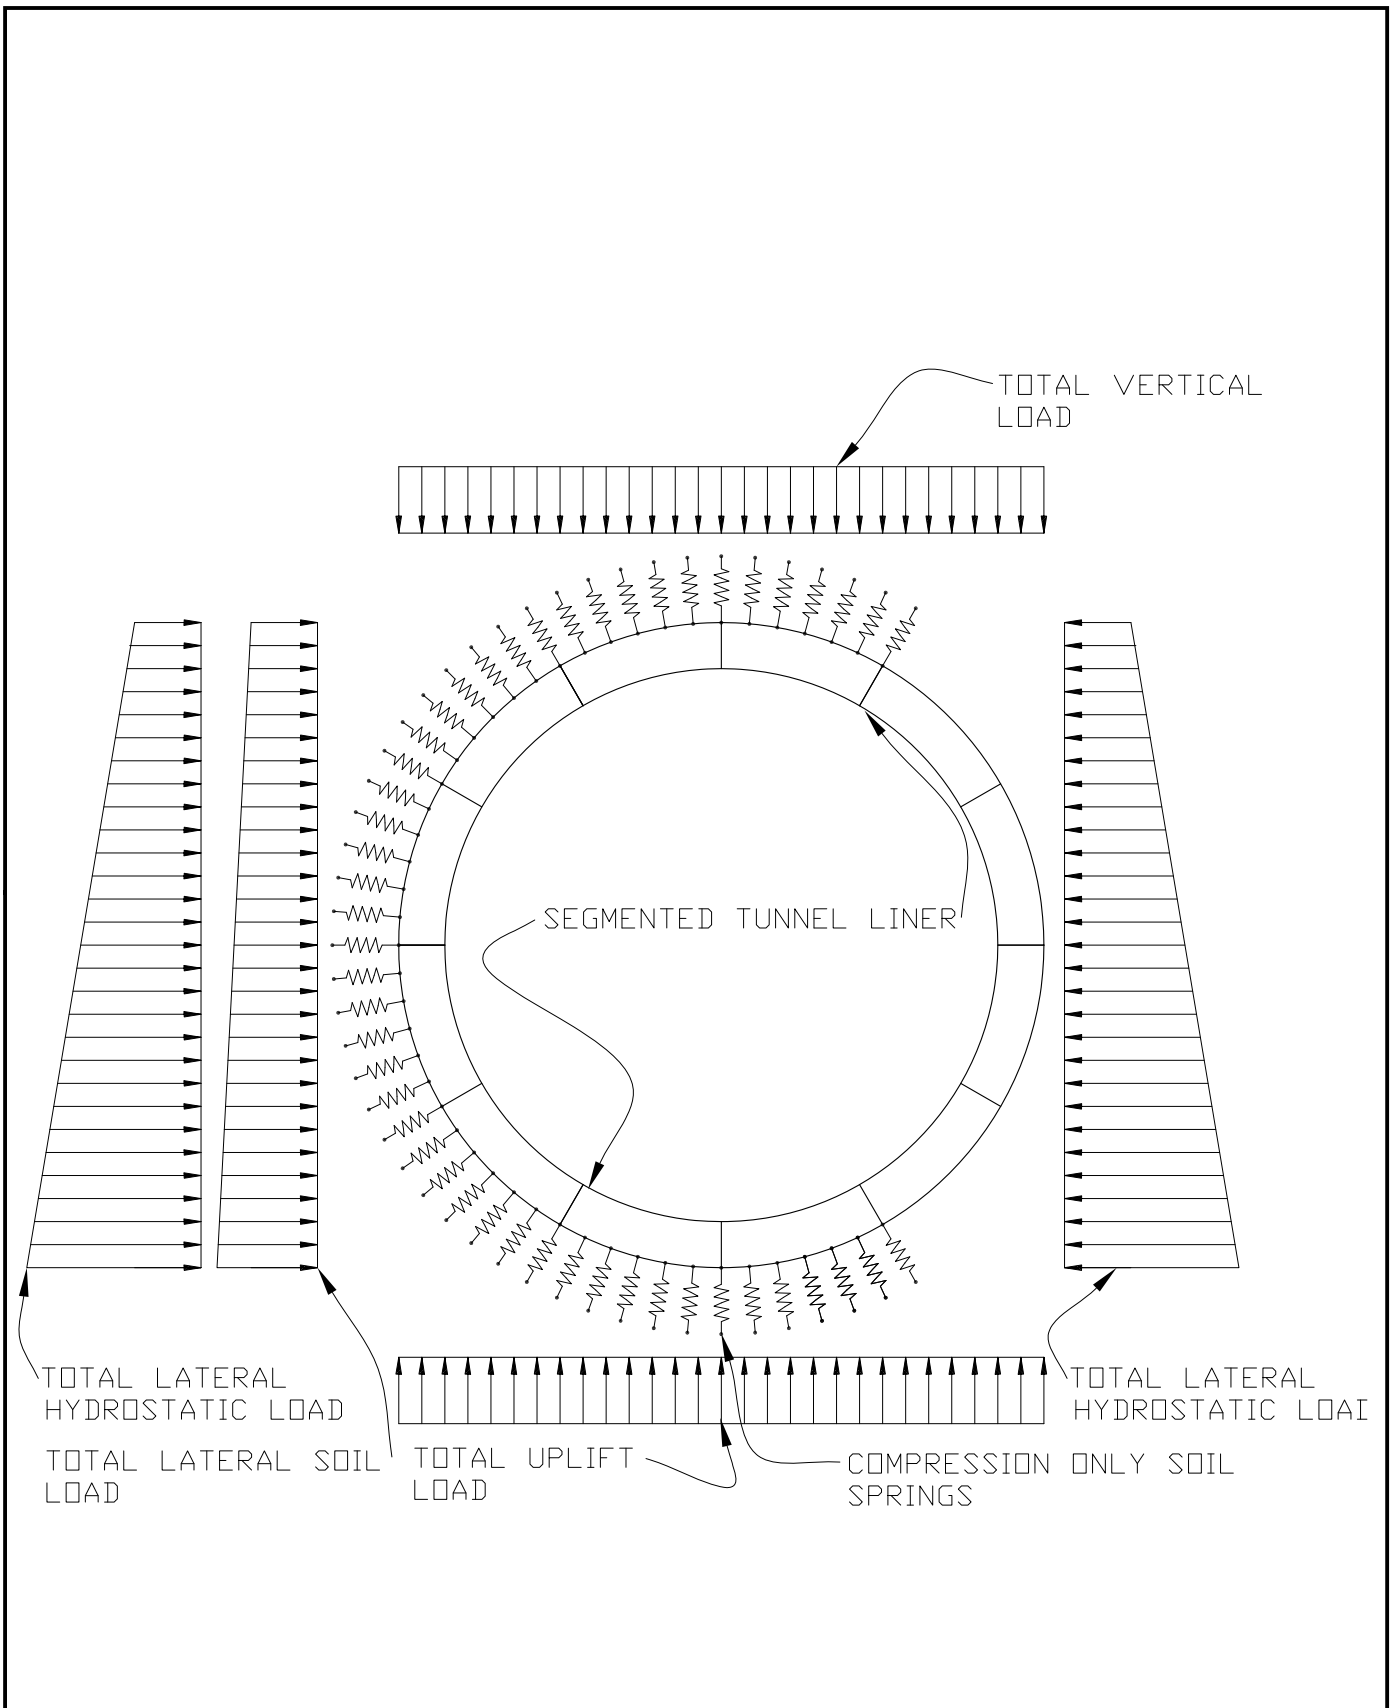 TOTAL VERTICAL
LOAD
SEGMENTED TUNNEL LINER
TOTAL LATERAL
HYDROSTATIC LOAD
TOTAL LATERAL SOIL
LOAD
TOTAL UPLIFT
LOAD
COMPRESSION ONLY SOIL
SPRINGS
TOTAL LATERAL
HYDROSTATIC LOAI